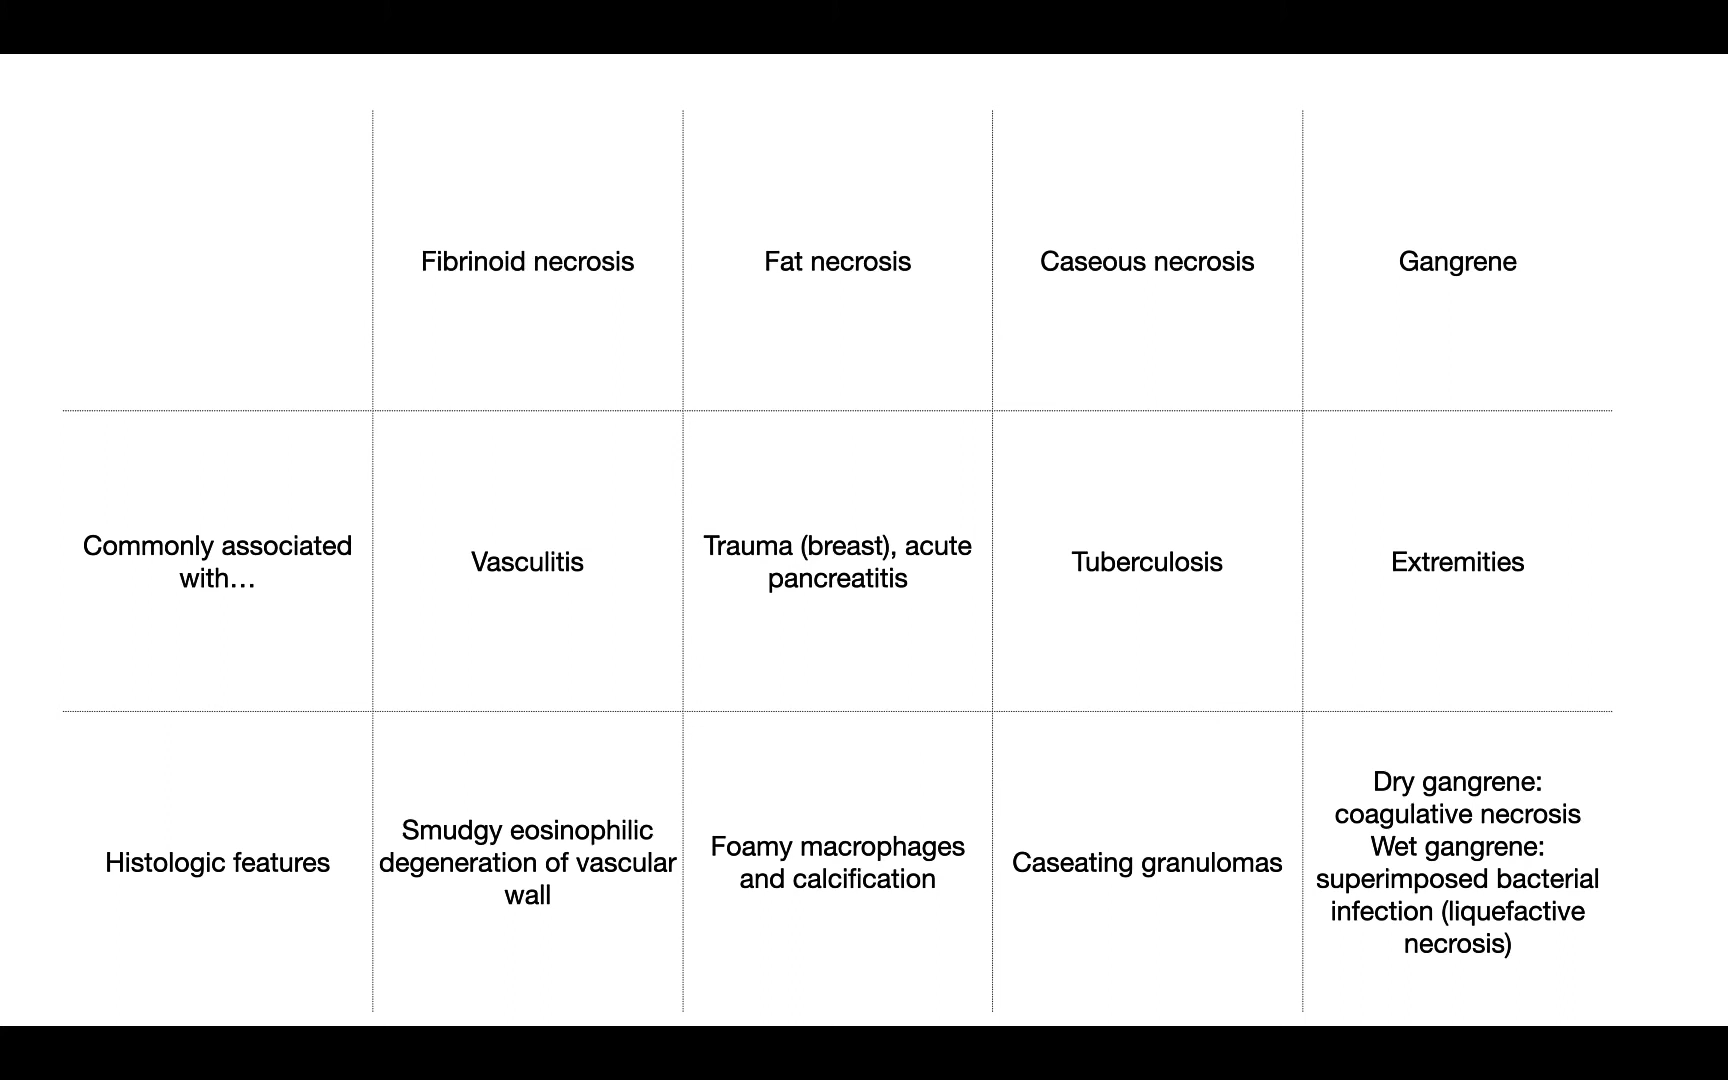 Fibrinoid necrosis
Fat necrosis
Caseous necrosis
Gangrene
Commonly associated
with…
Vasculitis
Trauma (breast), acute
pancreatitis
Tuberculosis
Extremities
Histologic features
Smudgy eosinophilic
degeneration of vascular
wall
Foamy macrophages
and calcification
Caseating granulomas
Dry gangrene:
coagulative necrosis
Wet gangrene:
superimposed bacterial
infection (liquefactive
necrosis)